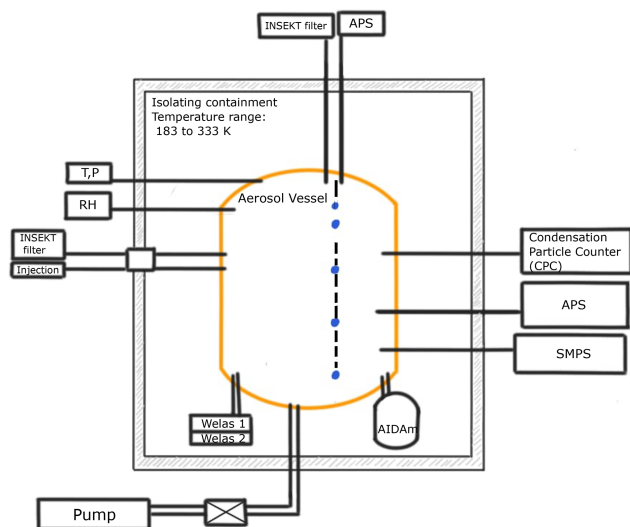 INSEKT filter
APS
Isolating containment
Temperature range:
183 to 333 K
T,P
Aerosol Vessel
RH
INSEKT
filter
Injection
Condensation
Particle Counter
(CPC)
APS
SMPS
Welas 1
Welas 2
AIDAm
Pump